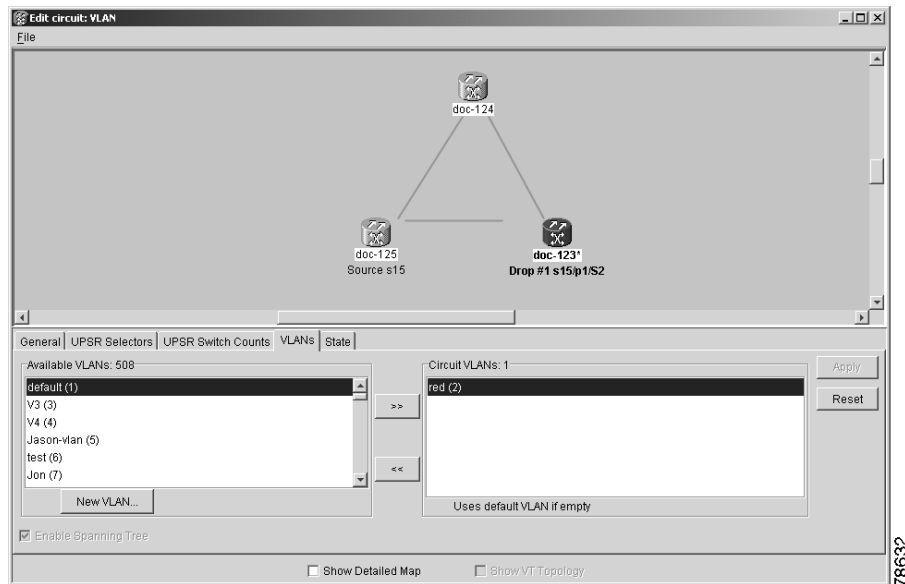 Edit circuit: VLAN
File
doc-124
doc-125
Source s15
doc-123*
Drop #1 s15/p1/S2
General UPSR Selectors UPSR Switch Counts VLANs State
Available VLANs: 508
default (1)
V3 (3)
V4 (4)
Jason-vlan (5)
test (6)
Jon (7)
New VLAN...
>>
<<
Circuit VLANs: 1
red (2)
Uses default VLAN if empty
Apply
Reset
Enable Spanning Tree
Show Detailed Map Show VT Topology
78632